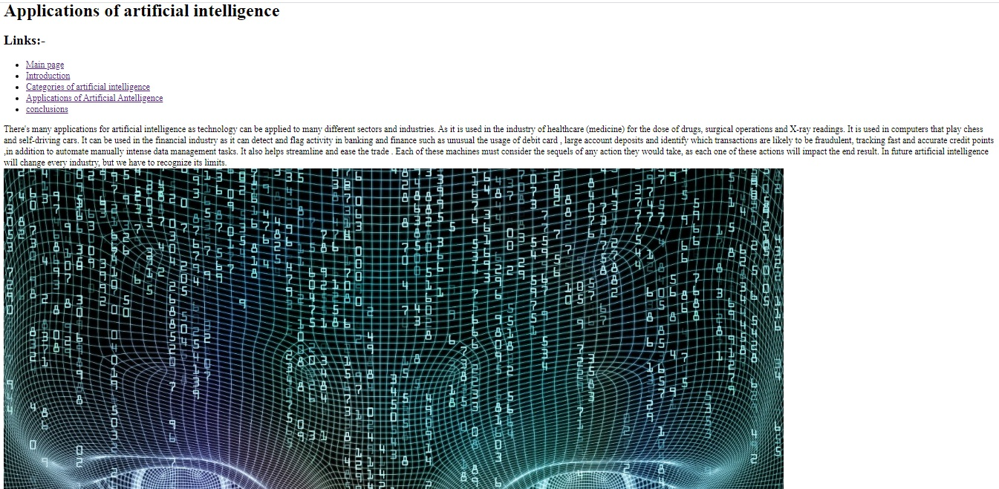 Applications of artificial intelligence
Links:-
Main page
Introduction
Categories of artificial intelligence
Applications of Artificial Antelligence
conclusions
There's many applications for artificial intelligence as technology can be applied to many different sectors and industries. As it is used in the industry of healthcare (medicine) for the dose of drugs, surgical operations and X-ray readings. It is used in computers that play chess
and self-driving cars. It can be used in the financial industry as it can detect and flag activity in banking and finance such as unusual the usage of debit card , large account deposits and identify which transactions are likely to be fraudulent, tracking fast and accurate credit points
,in addition to automate manually intense data management tasks. It also helps streamline and ease the trade . Each of these machines must consider the sequels of any action they would take, as each one of these actions will impact the end result. In future artificial intelligence
will change every industry, but we have to recognize its limits.